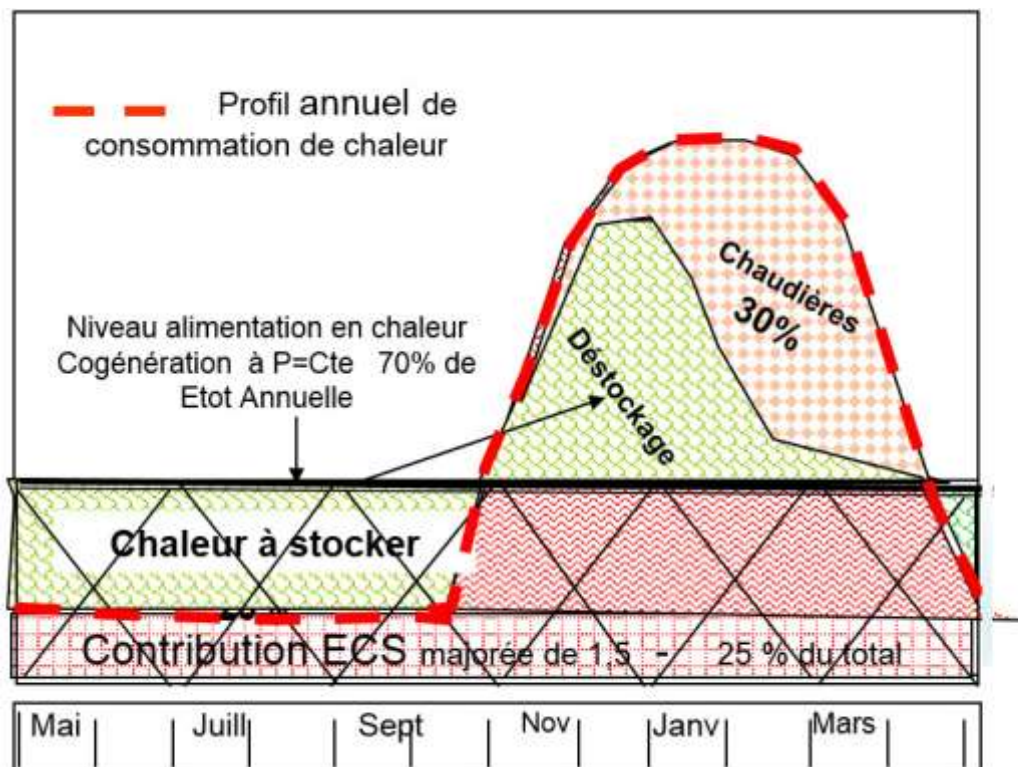 Profil annuel de
consommation de chaleur
Niveau alimentation en chaleur
Cogénération à P=Cte 70% de
Etot Annuelle
Chaudières
30%
Déstockage
Chaleur à stocker
Contribution ECS majorée de 1,5 - 25 % du total
Mai Juill Sept Nov Janv Mars